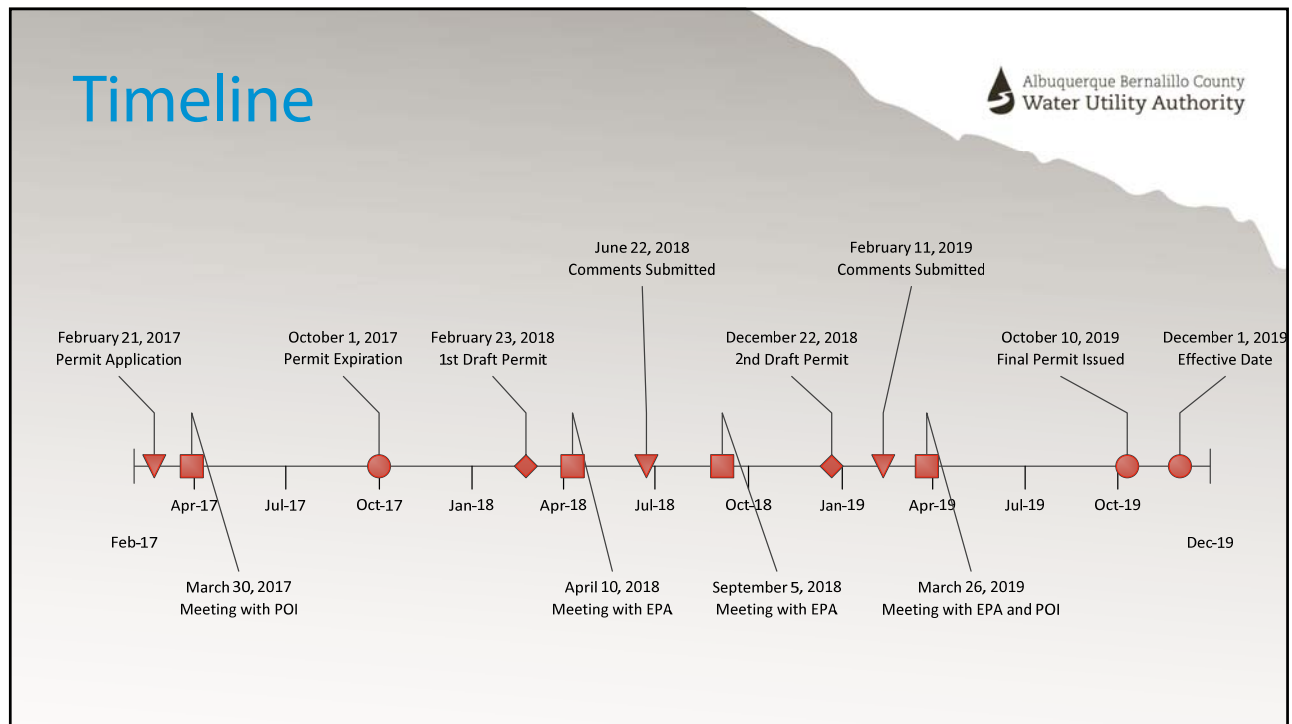 Timeline
Albuquerque Bernalillo County
Water Utility Authority
June 22, 2018
Comments Submitted
February 11, 2019
Comments Submitted
February 21, 2017
Permit Application
October 1, 2017
Permit Expiration
February 23, 2018
1st Draft Permit
December 22, 2018
2nd Draft Permit
October 10, 2019
Final Permit Issued
December 1, 2019
Effective Date
Apr-17
Jul-17
Oct-17
Jan-18
Apr-18
Jul-18
Oct-18
Jan-19
Apr-19
Jul-19
Oct-19
Feb-17
Dec-19
March 30, 2017
Meeting with POI
April 10, 2018
Meeting with EPA
September 5, 2018
Meeting with EPA
March 26, 2019
Meeting with EPA and POI